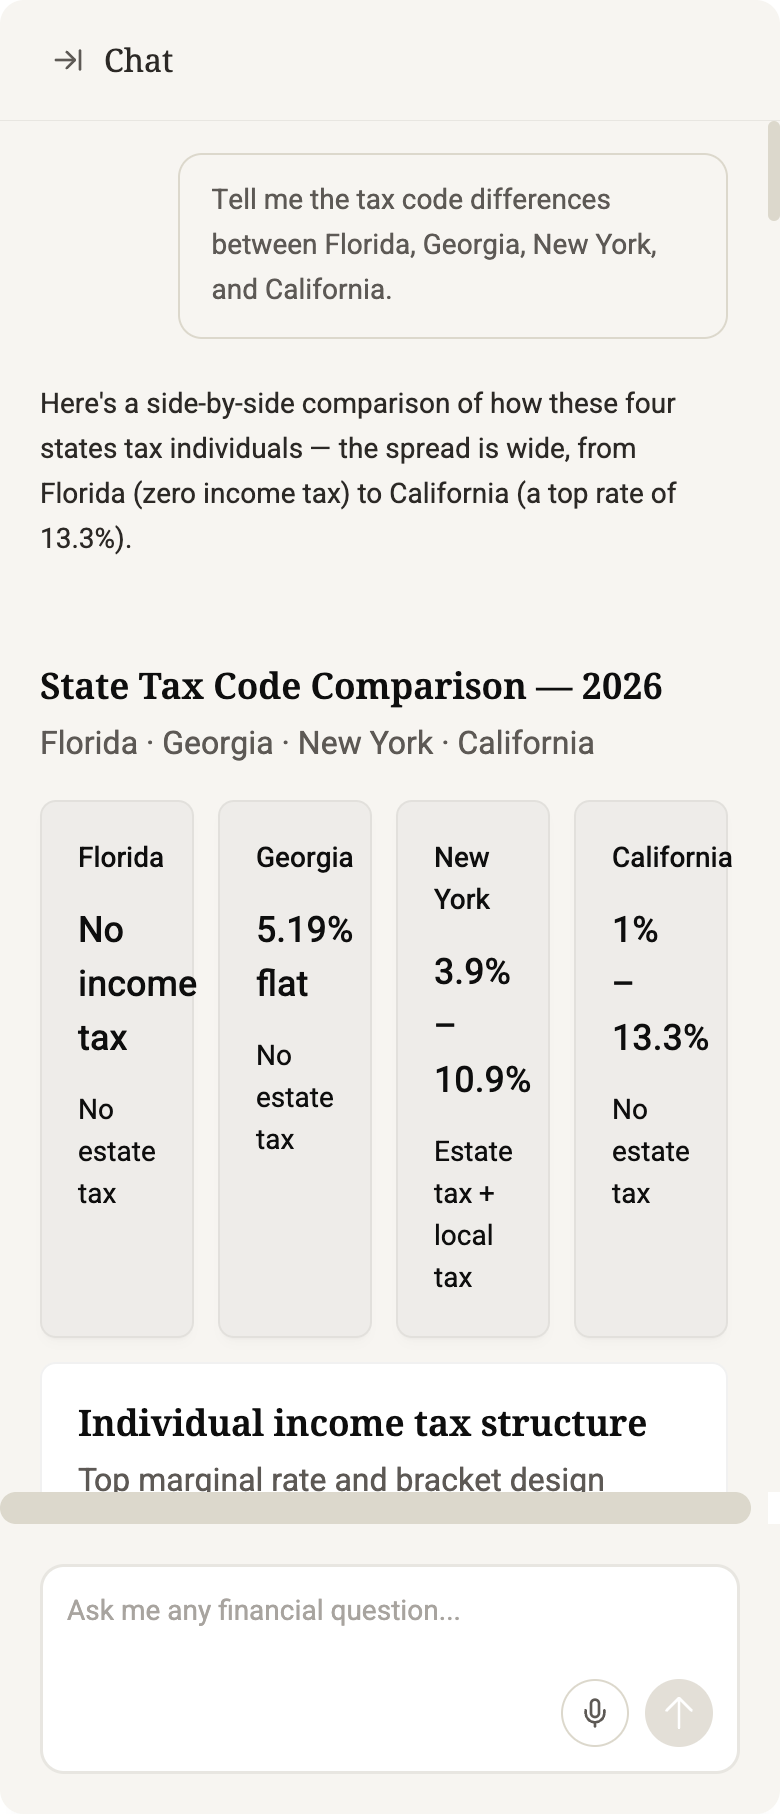 Chat
Tell me the tax code differences
between Florida, Georgia, New York,
and California.
Here's a side-by-side comparison of how these four
states tax individuals — the spread is wide, from
Florida (zero income tax) to California (a top rate of
13.3%).
State Tax Code Comparison — 2026
Florida · Georgia · New York · California
Florida
No
income
tax
No
estate
tax
Georgia
5.19%
flat
No
estate
tax
New
York
3.9%
–
10.9%
Estate
tax +
local
tax
California
1%
–
13.3%
No
estate
tax
Individual income tax structure
Top marginal rate and bracket design
Ask me any financial question...